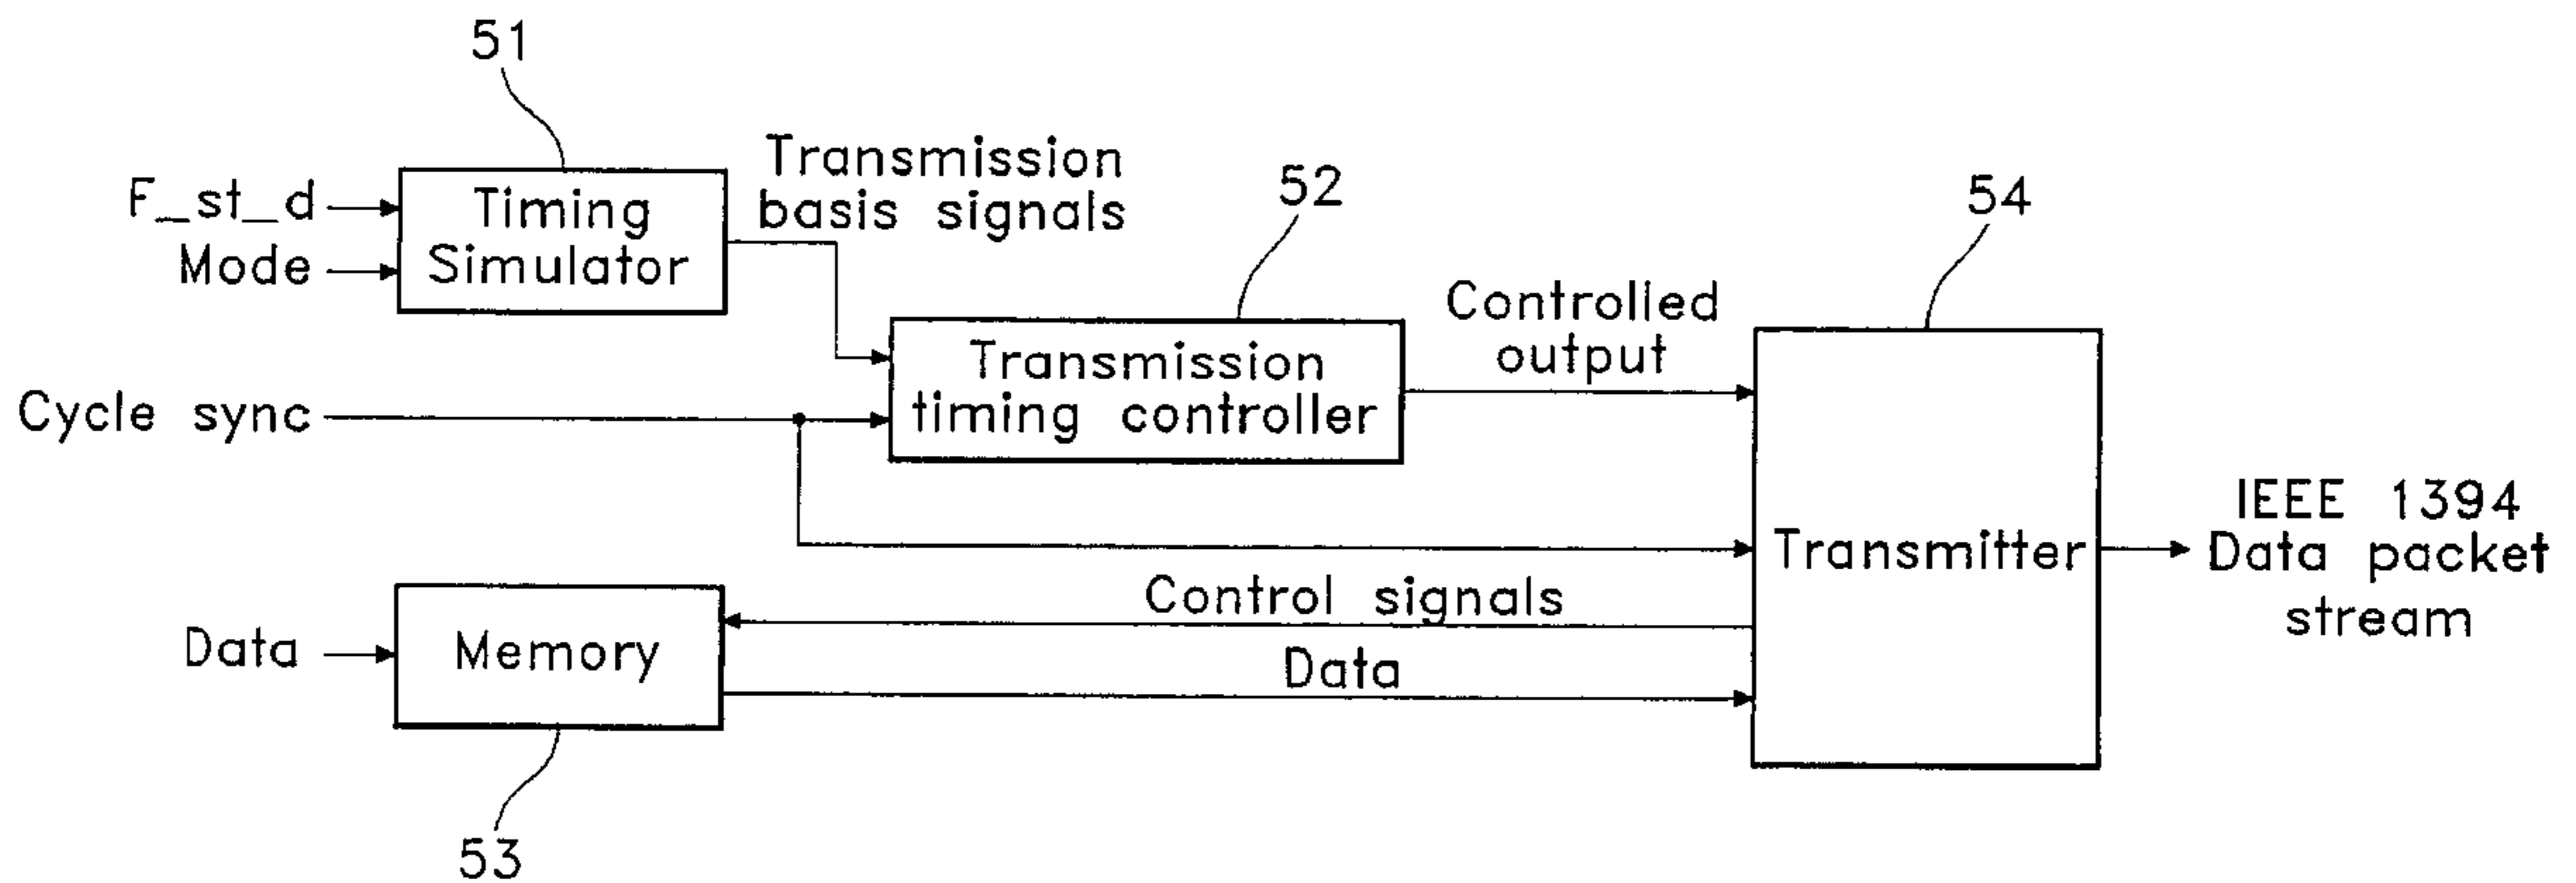 51
F_st_d
Mode
Timing
Simulator
Transmission
basis signals
52
54
Cycle sync
Transmission
timing controller
Controlled
output
Transmitter
IEEE 1394
Data packet
stream
Control signals
Data
Memory
Data
53